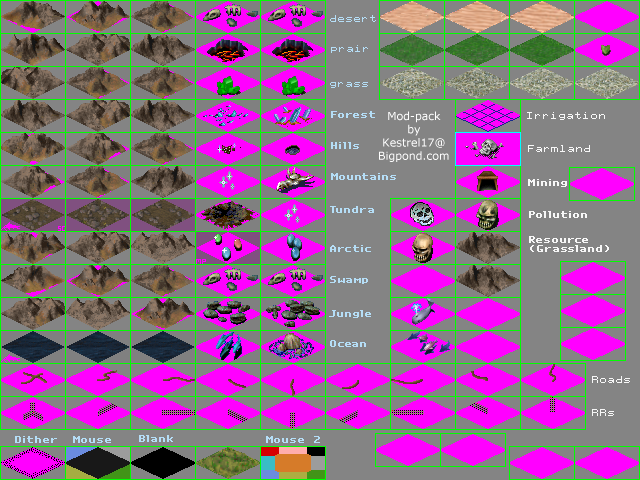 desert
prair
grass
Forest
Hills
Mountains
Tundra
Arctic
Swamp
Jungle
Ocean
Mod-pack
by
Kestrel17@
Bigpond.com
Irrigation
Farmland
Mining
Pollution
Resource
(Grassland)
Roads
RRs
Dither Mouse Blank Mouse 2